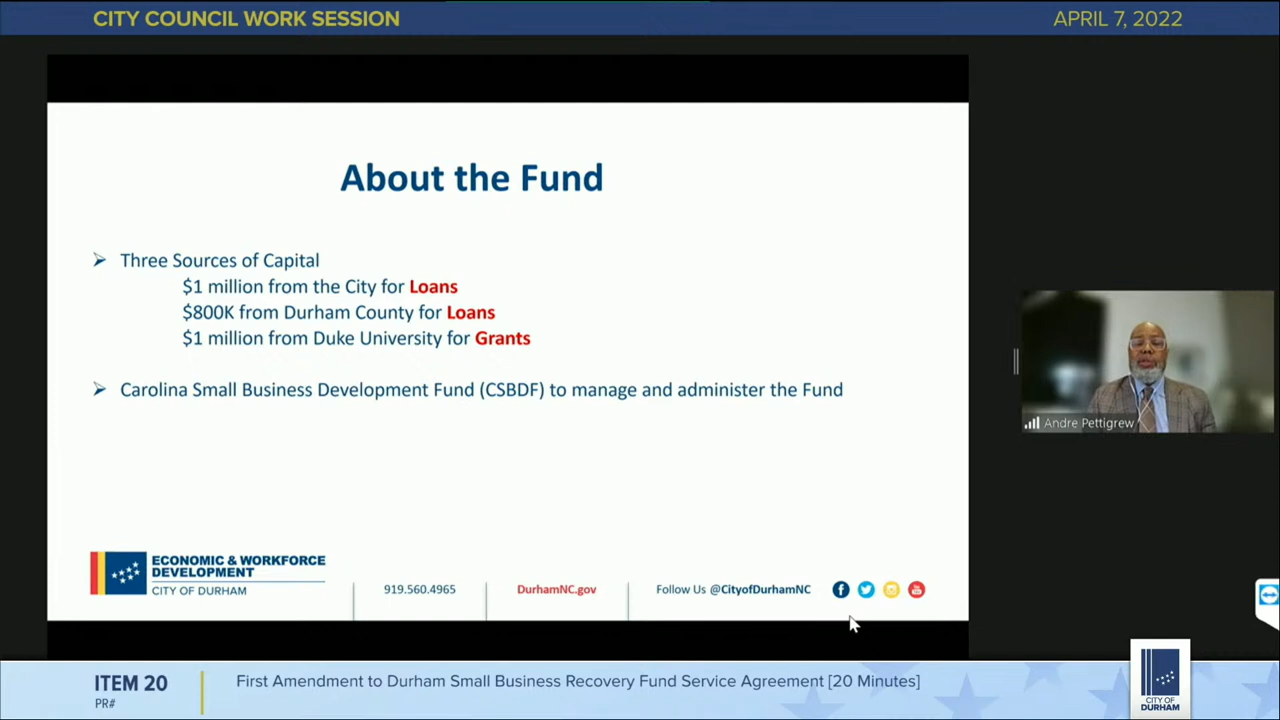 CITY COUNCIL WORK SESSION
APRIL 7, 2022
About the Fund
Three Sources of Capital
$1 million from the City for Loans
$800K from Durham County for Loans
$1 million from Duke University for Grants
Carolina Small Business Development Fund (CSBDF) to manage and administer the Fund
Andre Pettigrew
ECONOMIC & WORKFORCE
DEVELOPMENT
CITY OF DURHAM
919.560.4965
DurhamNC.gov
Follow Us @CityofDurhamNC
ITEM 20
PR#
First Amendment to Durham Small Business Recovery Fund Service Agreement [20 Minutes]
CITY OF
DURHAM